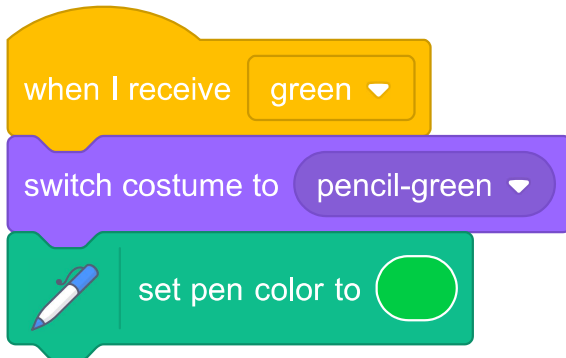 when I receive green
switch costume to pencil-green
set pen color to